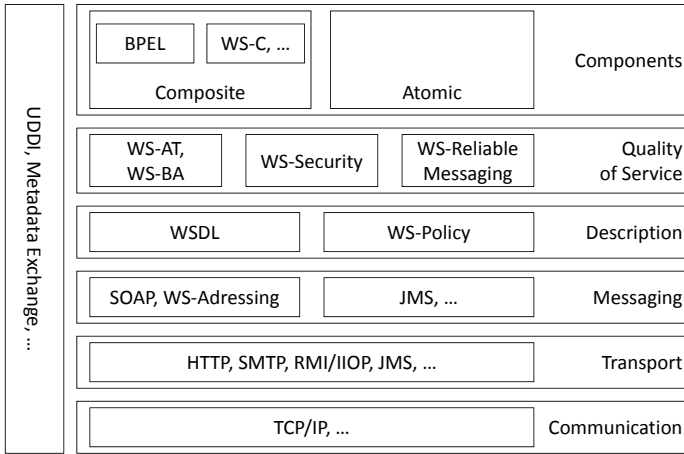 UDDI, Metadata Exchange, ...
BPEL
WS-C, ...
Composite
Atomic
Components
WS-AT,
WS-BA
WS-Security
WS-Reliable
Messaging
Quality
of Service
WSDL
WS-Policy
Description
SOAP, WS-Adressing
JMS, ...
Messaging
HTTP, SMTP, RMI/IIOP, JMS, ...
Transport
TCP/IP, ...
Communication